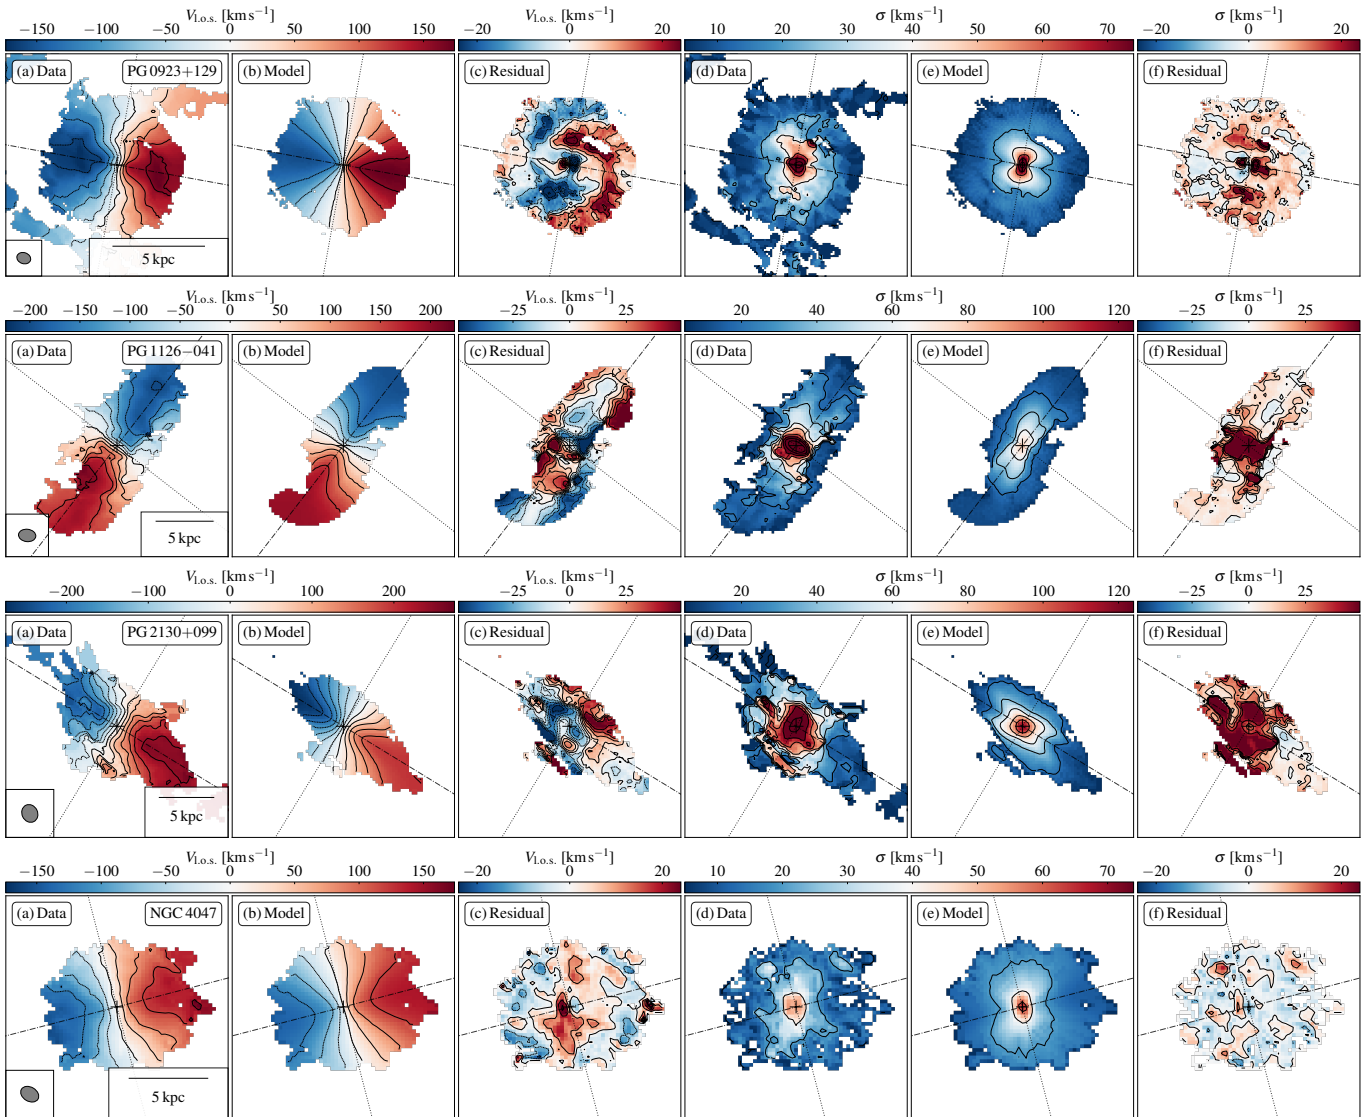 V_l.o.s. [km s⁻¹] V_l.o.s. [km s⁻¹] σ [km s⁻¹] σ [km s⁻¹]
−150 −100 −50 0 50 100 150 −20 0 20 10 20 30 40 50 60 70 −20 0 20
(a) Data PG 0923+129 (b) Model (c) Residual (d) Data (e) Model (f) Residual
5 kpc
V_l.o.s. [km s⁻¹] V_l.o.s. [km s⁻¹] σ [km s⁻¹] σ [km s⁻¹]
−200 −150 −100 −50 0 50 100 150 200 −25 0 25 20 40 60 80 100 120 −25 0 25
(a) Data PG 1126−041 (b) Model (c) Residual (d) Data (e) Model (f) Residual
5 kpc
V_l.o.s. [km s⁻¹] V_l.o.s. [km s⁻¹] σ [km s⁻¹] σ [km s⁻¹]
−200 −100 0 100 200 −25 0 25 20 40 60 80 100 120 −25 0 25
(a) Data PG 2130+099 (b) Model (c) Residual (d) Data (e) Model (f) Residual
5 kpc
V_l.o.s. [km s⁻¹] V_l.o.s. [km s⁻¹] σ [km s⁻¹] σ [km s⁻¹]
−150 −100 −50 0 50 100 150 −20 0 20 10 20 30 40 50 60 70 −20 0 20
(a) Data NGC 4047 (b) Model (c) Residual (d) Data (e) Model (f) Residual
5 kpc